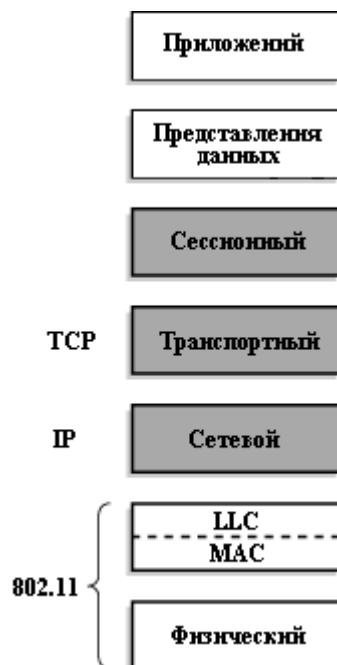 Приложений
Представления
данных
Сессионный
TCP Транспортный
IP Сетевой
LLC
MAC
802.11
Физический